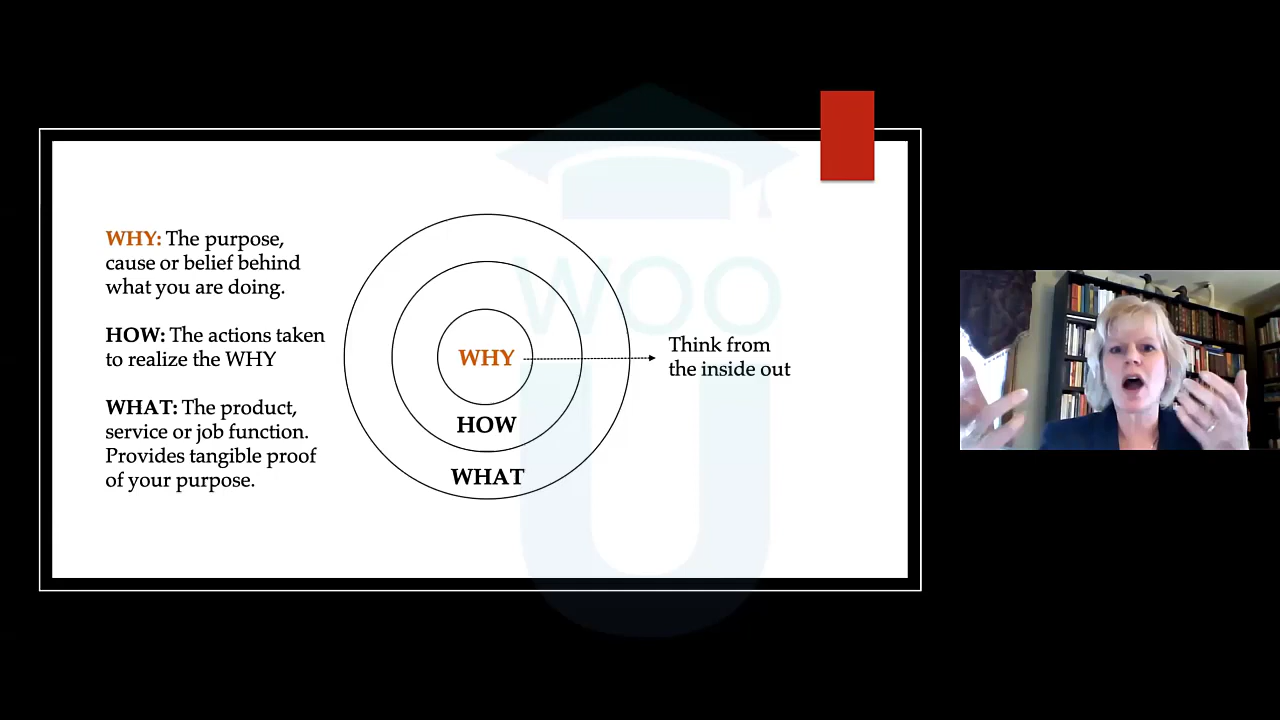 WHY: The purpose,
cause or belief behind
what you are doing.
HOW: The actions taken
to realize the WHY
WHAT: The product,
service or job function.
Provides tangible proof
of your purpose.
WHY
HOW
WHAT
Think from
the inside out
WOO
U